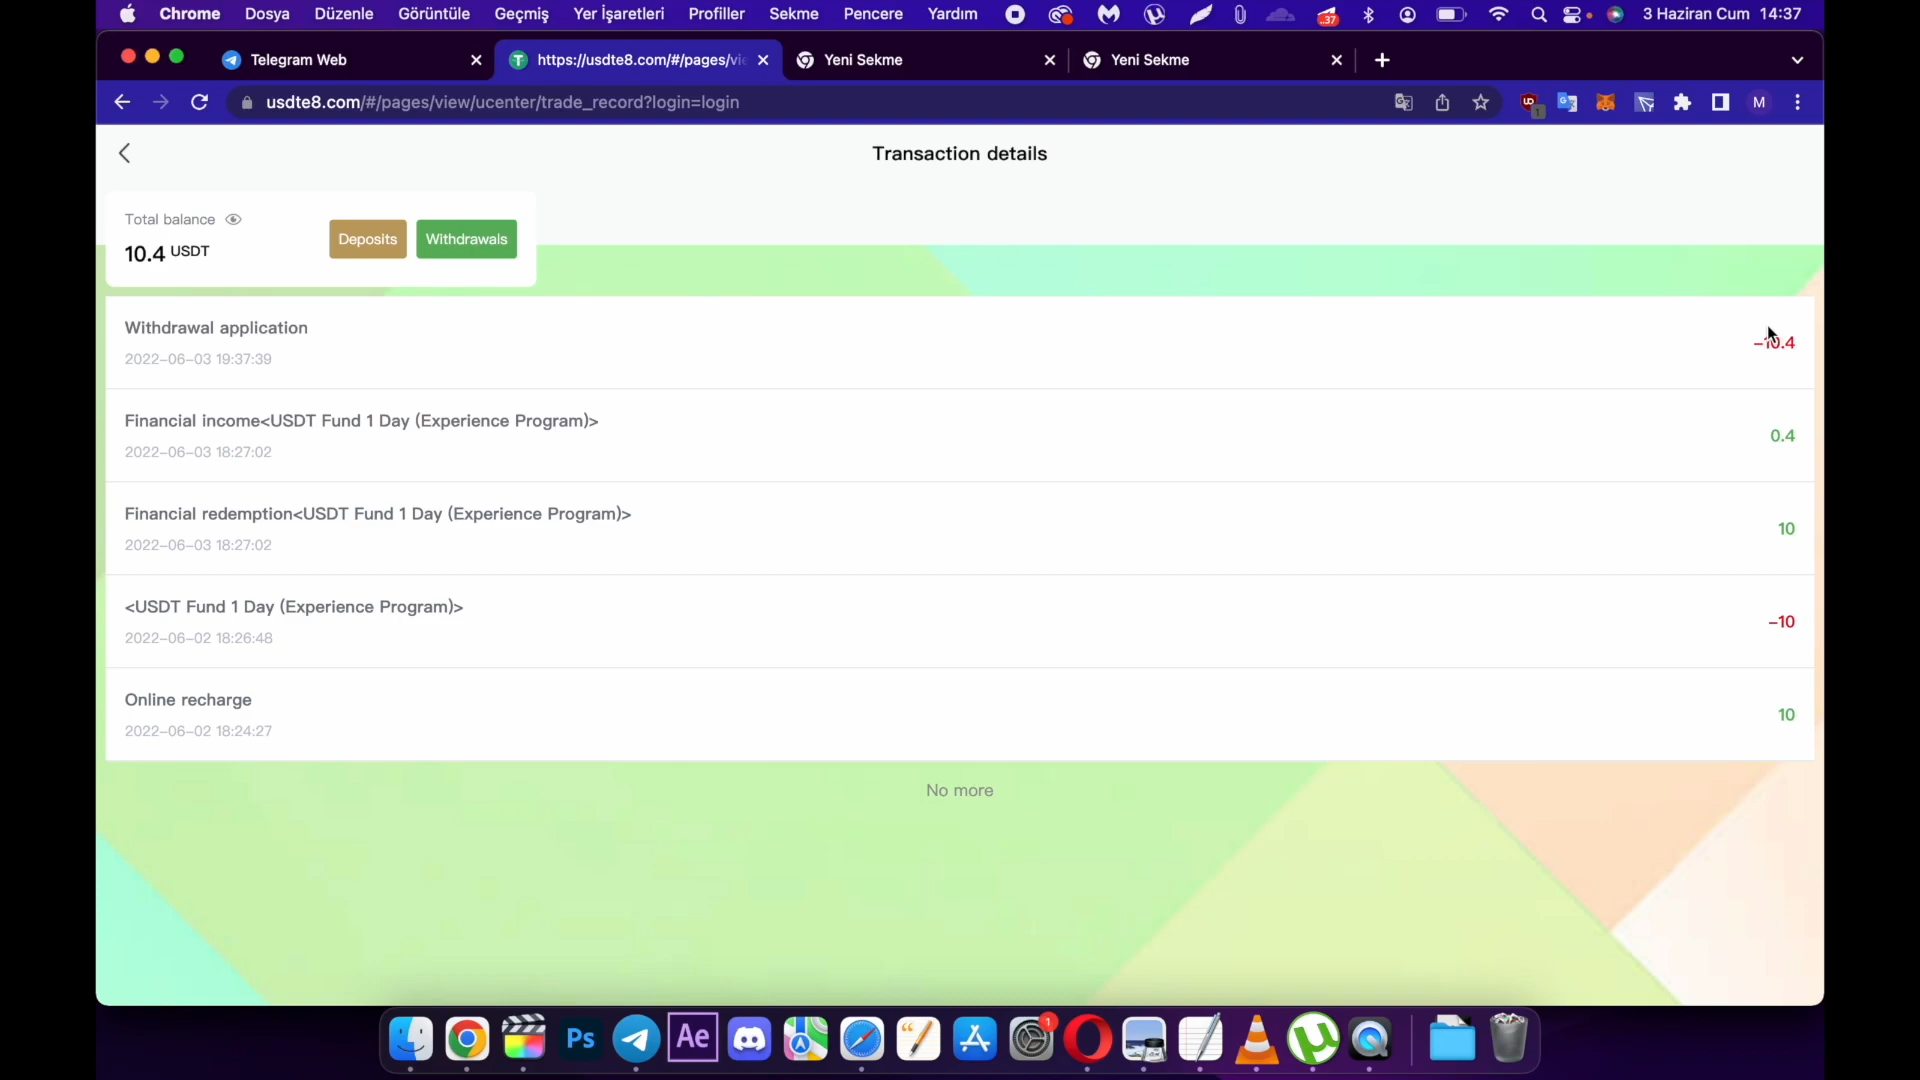 Chrome Dosya Düzenle Görüntüle Geçmiş Yer İşaretleri Profiller Sekme Pencere Yardım 37 3 Haziran Cum 14:37
Telegram Web https://usdte8.com/#/pages/vi Yeni Sekme Yeni Sekme
usdte8.com/#/pages/view/ucenter/trade_record?login=login 1 M
Transaction details
Total balance
10.4 USDT
Deposits Withdrawals
Withdrawal application
2022-06-03 19:37:39
-10.4
Financial income<USDT Fund 1 Day (Experience Program)>
2022-06-03 18:27:02
0.4
Financial redemption<USDT Fund 1 Day (Experience Program)>
2022-06-03 18:27:02
10
<USDT Fund 1 Day (Experience Program)>
2022-06-02 18:26:48
-10
Online recharge
2022-06-02 18:24:27
10
No more
Ps Ae 1